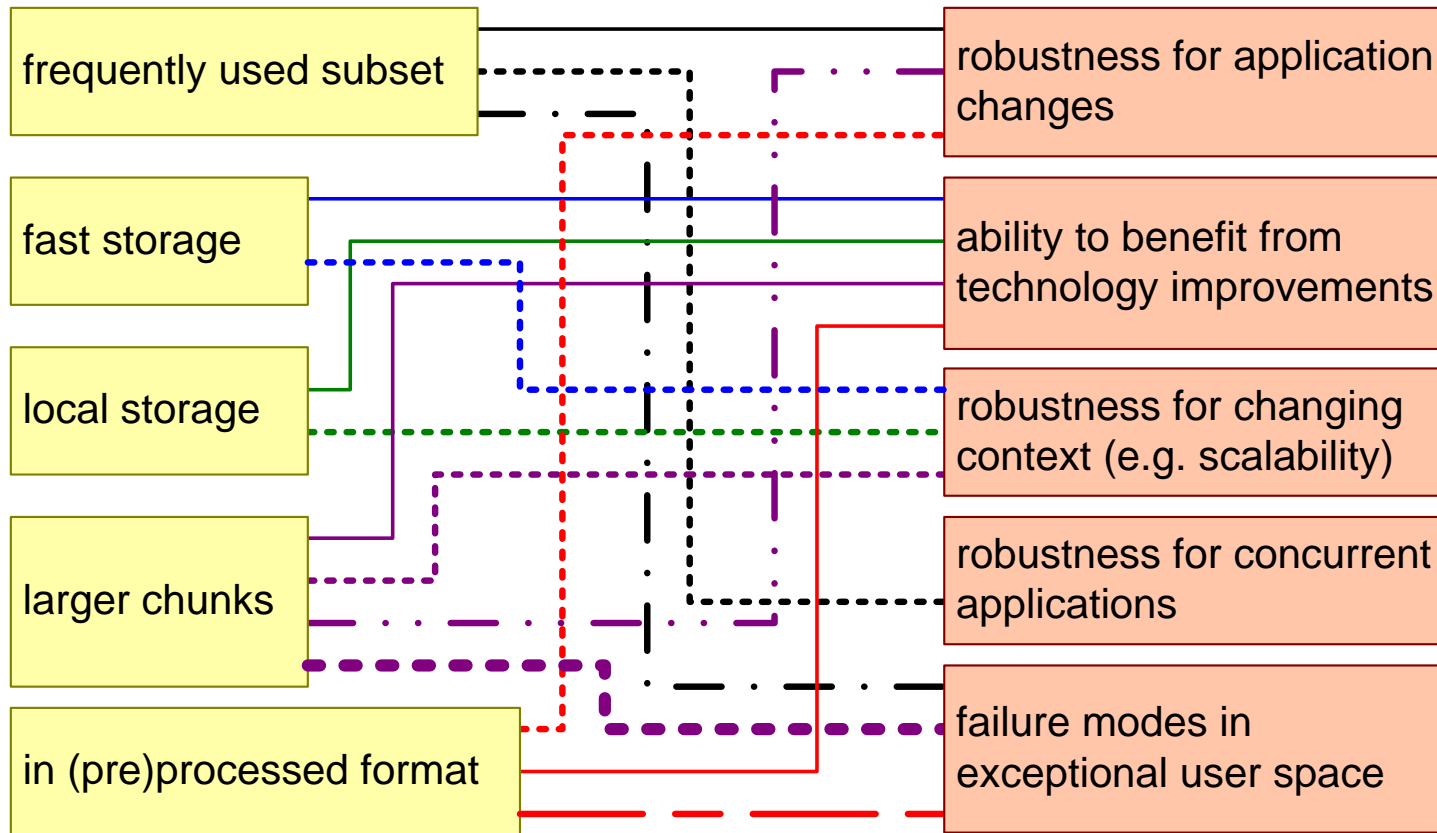 frequently used subset
fast storage
local storage
larger chunks
in (pre)processed format
robustness for application
changes
ability to benefit from
technology improvements
robustness for changing
context (e.g. scalability)
robustness for concurrent
applications
failure modes in
exceptional user space